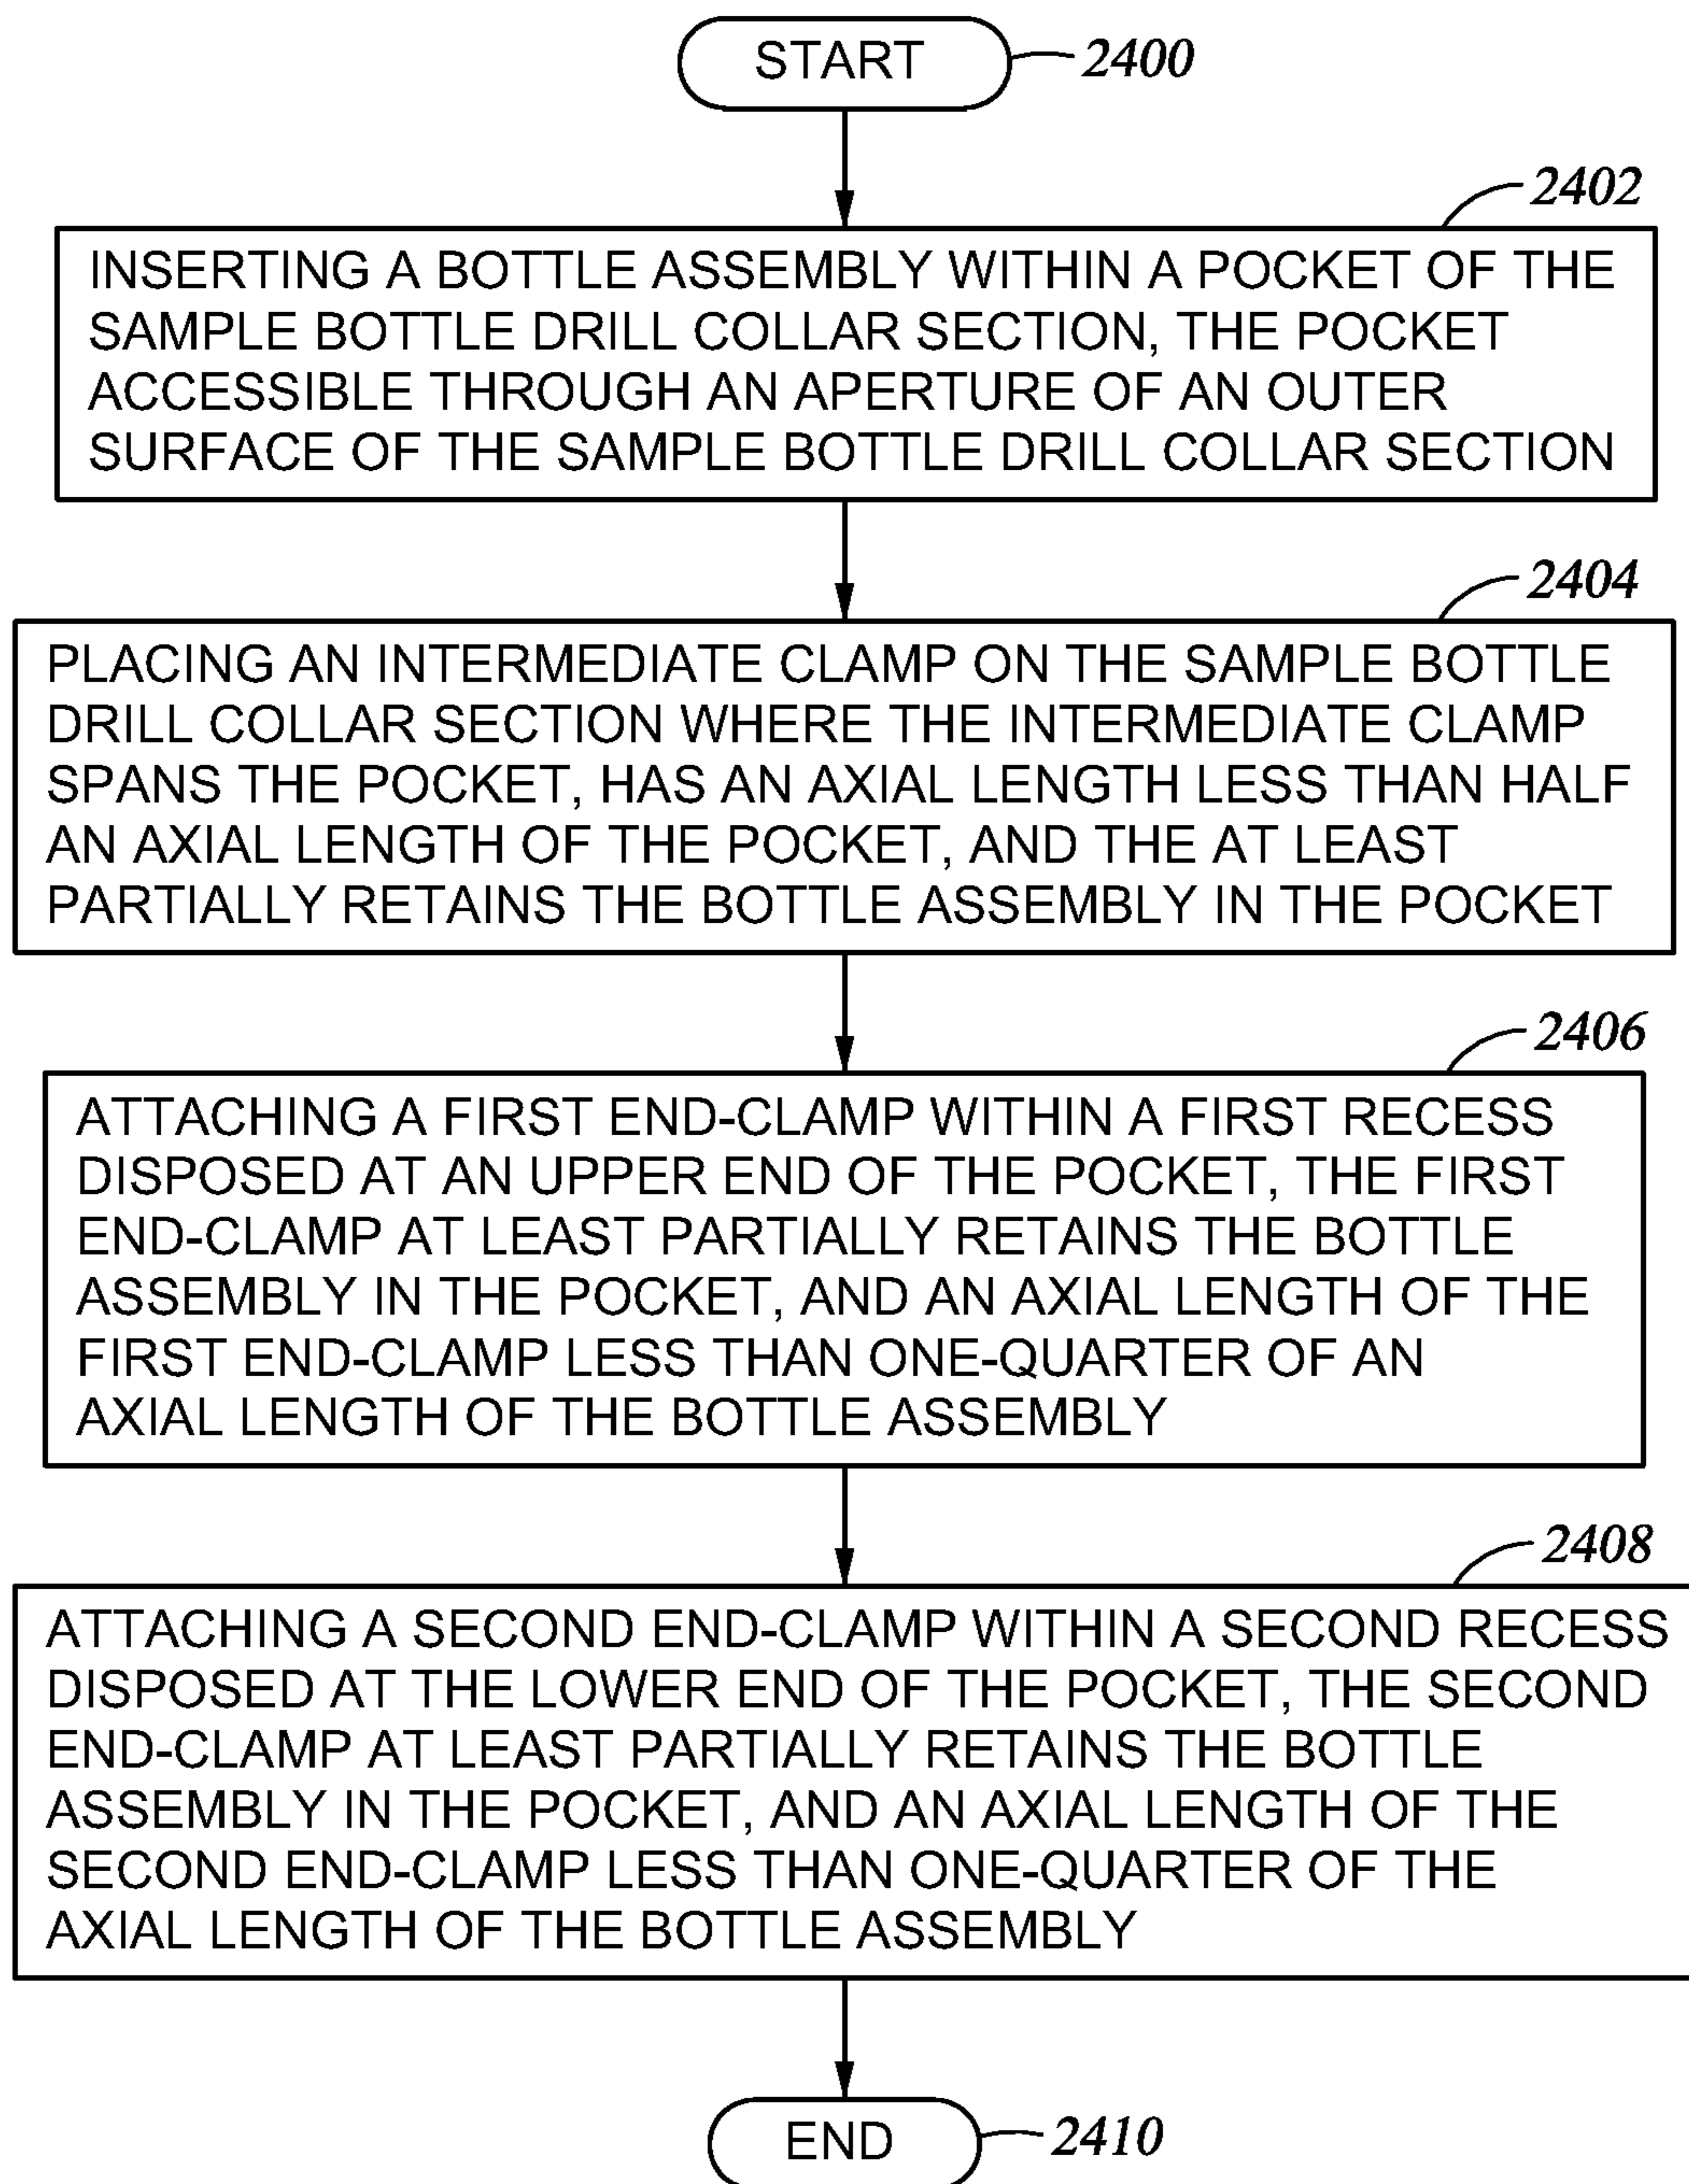 START
2400
2402
INSERTING A BOTTLE ASSEMBLY WITHIN A POCKET OF THE
SAMPLE BOTTLE DRILL COLLAR SECTION, THE POCKET
ACCESSIBLE THROUGH AN APERTURE OF AN OUTER
SURFACE OF THE SAMPLE BOTTLE DRILL COLLAR SECTION
2404
PLACING AN INTERMEDIATE CLAMP ON THE SAMPLE BOTTLE
DRILL COLLAR SECTION WHERE THE INTERMEDIATE CLAMP
SPANS THE POCKET, HAS AN AXIAL LENGTH LESS THAN HALF
AN AXIAL LENGTH OF THE POCKET, AND THE AT LEAST
PARTIALLY RETAINS THE BOTTLE ASSEMBLY IN THE POCKET
2406
ATTACHING A FIRST END-CLAMP WITHIN A FIRST RECESS
DISPOSED AT AN UPPER END OF THE POCKET, THE FIRST
END-CLAMP AT LEAST PARTIALLY RETAINS THE BOTTLE
ASSEMBLY IN THE POCKET, AND AN AXIAL LENGTH OF THE
FIRST END-CLAMP LESS THAN ONE-QUARTER OF AN
AXIAL LENGTH OF THE BOTTLE ASSEMBLY
2408
ATTACHING A SECOND END-CLAMP WITHIN A SECOND RECESS
DISPOSED AT THE LOWER END OF THE POCKET, THE SECOND
END-CLAMP AT LEAST PARTIALLY RETAINS THE BOTTLE
ASSEMBLY IN THE POCKET, AND AN AXIAL LENGTH OF THE
SECOND END-CLAMP LESS THAN ONE-QUARTER OF THE
AXIAL LENGTH OF THE BOTTLE ASSEMBLY
END
2410